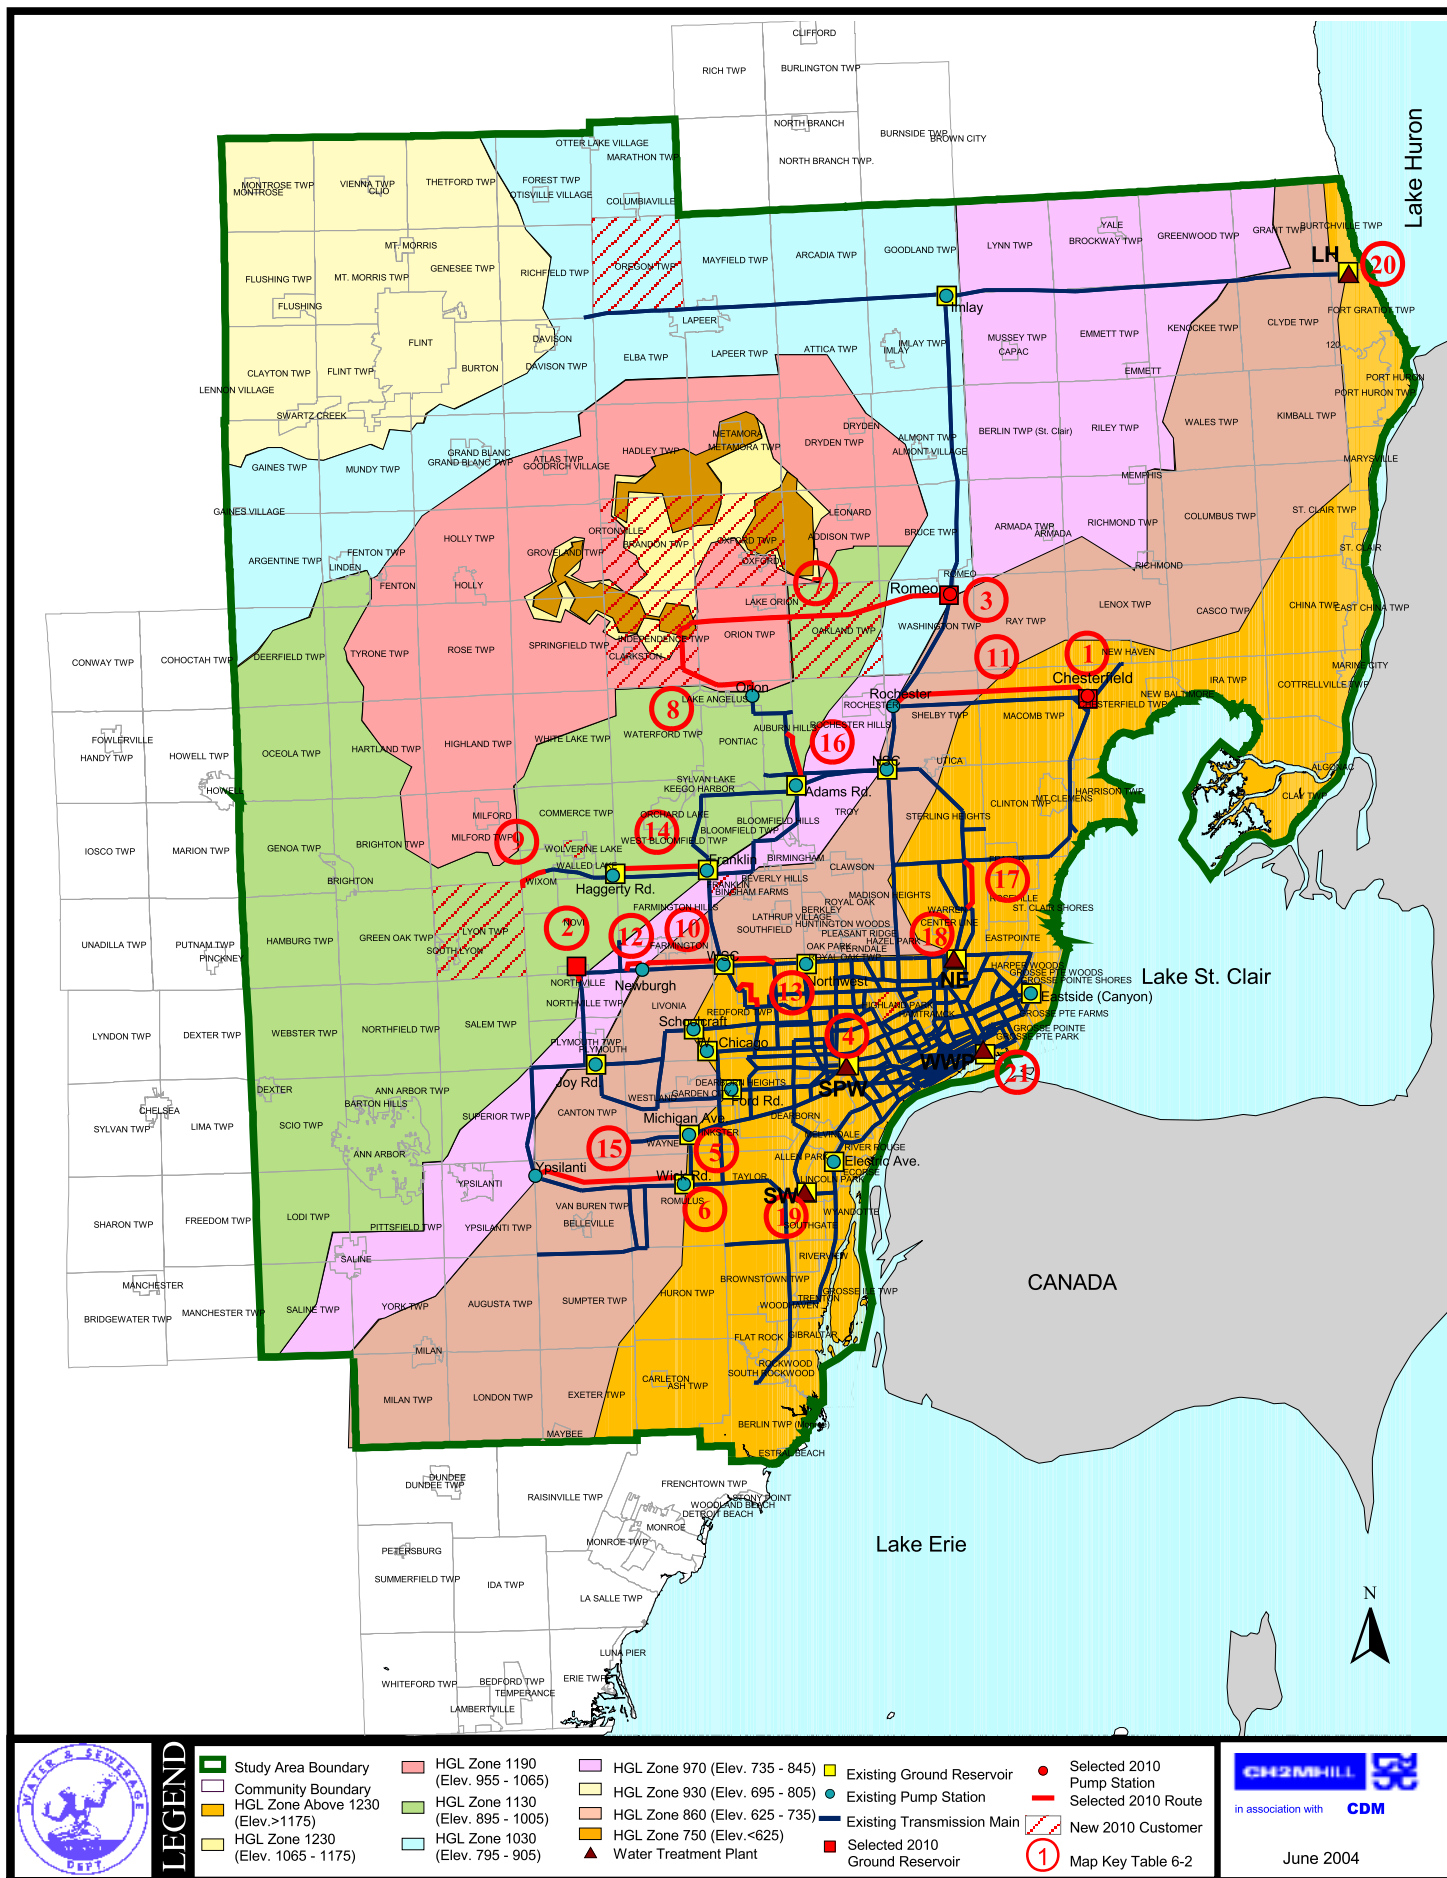 CLIFFORD
RICH TWP
BURLINGTON TWP
NORTH BRANCH
BURNSIDE TWP
BROWN CITY
NORTH BRANCH TWP.
Lake Huron
OTTER LAKE VILLAGE
MARATHON TWP
MONTROSE TWP
MONTROSE
VIENNA TWP
CLIO
THETFORD TWP
FOREST TWP
OTISVILLE VILLAGE
COLUMBIAVILLE
MT. MORRIS
FLUSHING TWP
MT. MORRIS TWP
GENESEE TWP
RICHFIELD TWP
OREGON TWP
MAYFIELD TWP
ARCADIA TWP
GOODLAND TWP
LYNN TWP
YALE
BROCKWAY TWP
GREENWOOD TWP
GRANT TWP
BURTCHVILLE TWP
LH
20
FLUSHING
Imlay
FORT GRATIOT TWP
LAPEER
FLINT
DAVISON
ELBA TWP
LAPEER TWP
ATTICA TWP
IMLAY TWP
IMLAY
MUSSEY TWP
CAPAC
EMMETT TWP
KENOCKEE TWP
CLYDE TWP
120
CLAYTON TWP
FLINT TWP
BURTON
DAVISON TWP
EMMETT
PORT HURON
PORT HURON TWP
LENNON VILLAGE
SWARTZ CREEK
KIMBALL TWP
WALES TWP
RILEY TWP
BERLIN TWP (St. Clair)
METAMORA
METAMORA TWP
DRYDEN
DRYDEN TWP
ALMONT TWP
ALMONT VILLAGE
GAINES TWP
MUNDY TWP
GRAND BLANC
GRAND BLANC TWP
ATLAS TWP
GOODRICH VILLAGE
HADLEY TWP
MARYSVILLE
MEMPHIS
GAINES VILLAGE
LEONARD
ADDISON TWP
BRUCE TWP
ARMADA TWP
ARMADA
RICHMOND TWP
COLUMBUS TWP
ST. CLAIR TWP
HOLLY TWP
ORTONVILLE
BRANDON TWP
OXFORD TWP
OXFORD
GROVELAND TWP
ARGENTINE TWP
FENTON TWP
LINDEN
FENTON
HOLLY
ST. CLAIR
RICHMOND
ROMEO
Romeo
7
3
LAKE ORION
LENOX TWP
CASCO TWP
CHINA TWP
EAST CHINA TWP
RAY TWP
WASHINGTON TWP
OAKLAND TWP
ORION TWP
INDEPENDENCE TWP
CLARKSTON
SPRINGFIELD TWP
ROSE TWP
TYRONE TWP
DEERFIELD TWP
COHOCTAH TWP
CONWAY TWP
11
1
NEW HAVEN
Chesterfield
CHESTERFIELD TWP
NEW BALTIMORE
IRA TWP
MARINE CITY
COTTRELLVILLE TWP
Orion
LAKE ANGELUS
8
Rochester
ROCHESTER
SHELBY TWP
MACOMB TWP
AUBURN HILLS
ROCHESTER HILLS
16
FOWLERVILLE
HANDY TWP
HOWELL TWP
HOWELL
OCEOLA TWP
HARTLAND TWP
HIGHLAND TWP
WHITE LAKE TWP
WATERFORD TWP
PONTIAC
NSC
UTICA
ALGONAC
CLAY TWP
SYLVAN LAKE
KEEGO HARBOR
Adams Rd.
CLINTON TWP
MT CLEMENS
HARRISON TWP
MILFORD
MILFORD TWP
COMMERCE TWP
ORCHARD LAKE
WEST BLOOMFIELD TWP
14
9
BLOOMFIELD HILLS
BLOOMFIELD TWP
TROY
STERLING HEIGHTS
IOSCO TWP
MARION TWP
GENOA TWP
BRIGHTON TWP
WOLVERINE LAKE
WALLED LAKE
BIRMINGHAM
Franklin
FRANKLIN
BINGHAM FARMS
BEVERLY HILLS
CLAWSON
17
BRIGHTON
WIXOM
Haggerty Rd.
MADISON HEIGHTS
ROYAL OAK
BERKLEY
ROSEVILLE
ST. CLAIR SHORES
FARMINGTON HILLS
LATHRUP VILLAGE
HUNTINGTON WOODS
PLEASANT RIDGE
SOUTHFIELD
WARREN
CENTER LINE
18
2
NOVI
12
10
FARMINGTON
HAZEL PARK
FERNDALE
OAK PARK
ROYAL OAK TWP
EASTPOINTE
UNADILLA TWP
PUTNAM TWP
PINCKNEY
HAMBURG TWP
GREEN OAK TWP
LYON TWP
SOUTH LYON
WSC
Northwest
NE
HARPER WOODS
GROSSE PTE WOODS
GROSSE POINTE SHORES
Lake St. Clair
NORTHVILLE
Newburgh
13
Eastside (Canyon)
NORTHVILLE TWP
LIVONIA
REDFORD TWP
HIGHLAND PARK
HAMTRAMCK
GROSSE PTE FARMS
GROSSE POINTE
GROSSE PTE PARK
LYNDON TWP
DEXTER TWP
WEBSTER TWP
NORTHFIELD TWP
SALEM TWP
Schoolcraft
W. Chicago
4
PLYMOUTH TWP
PLYMOUTH
WWP
21
Joy Rd.
DEXTER
ANN ARBOR TWP
BARTON HILLS
DEARBORN HEIGHTS
GARDEN CITY
WESTLAND
Ford Rd.
SPW
CHELSEA
SYLVAN TWP
LIMA TWP
SCIO TWP
SUPERIOR TWP
CANTON TWP
Michigan Ave.
DEARBORN
INKSTER
WAYNE
MELVINDALE
ALLEN PARK
RIVER ROUGE
ANN ARBOR
15
5
Electric Ave.
ECORSE
LINCOLN PARK
Ypsilanti
YPSILANTI
Wick Rd.
TAYLOR
SW
ROMULUS
6
19
SOUTHGATE
WYANDOTTE
SHARON TWP
FREEDOM TWP
LODI TWP
PITTSFIELD TWP
YPSILANTI TWP
VAN BUREN TWP
BELLEVILLE
SALINE
RIVERVIEW
MANCHESTER
BROWNSTOWN TWP
CANADA
HURON TWP
TRENTON
GROSSE ILE TWP
WOODHAVEN
BRIDGEWATER TWP
MANCHESTER TWP
SALINE TWP
YORK TWP
AUGUSTA TWP
SUMPTER TWP
FLAT ROCK
GIBRALTAR
MILAN
ROCKWOOD
SOUTH ROCKWOOD
CARLETON
ASH TWP
MILAN TWP
LONDON TWP
EXETER TWP
MAYBEE
BERLIN TWP (Monroe)
ESTRAL BEACH
DUNDEE
DUNDEE TWP
RAISINVILLE TWP
FRENCHTOWN TWP
STONY POINT
WOODLAND BEACH
DETROIT BEACH
MONROE
MONROE TWP
Lake Erie
PETERSBURG
SUMMERFIELD TWP
IDA TWP
LA SALLE TWP
N
LUNA PIER
WHITEFORD TWP
BEDFORD TWP
TEMPERANCE
ERIE TWP
LAMBERTVILLE
WATER & SEWERAGE
DEPT.
LEGEND
Study Area Boundary
Community Boundary
HGL Zone Above 1230
(Elev.>1175)
HGL Zone 1230
(Elev. 1065 - 1175)
HGL Zone 1190
(Elev. 955 - 1065)
HGL Zone 1130
(Elev. 895 - 1005)
HGL Zone 1030
(Elev. 795 - 905)
HGL Zone 970 (Elev. 735 - 845)
HGL Zone 930 (Elev. 695 - 805)
HGL Zone 860 (Elev. 625 - 735)
HGL Zone 750 (Elev.<625)
Water Treatment Plant
Existing Ground Reservoir
Existing Pump Station
Existing Transmission Main
Selected 2010
Ground Reservoir
Selected 2010
Pump Station
Selected 2010 Route
New 2010 Customer
1
Map Key Table 6-2
CH2MHILL
in association with CDM
June 2004